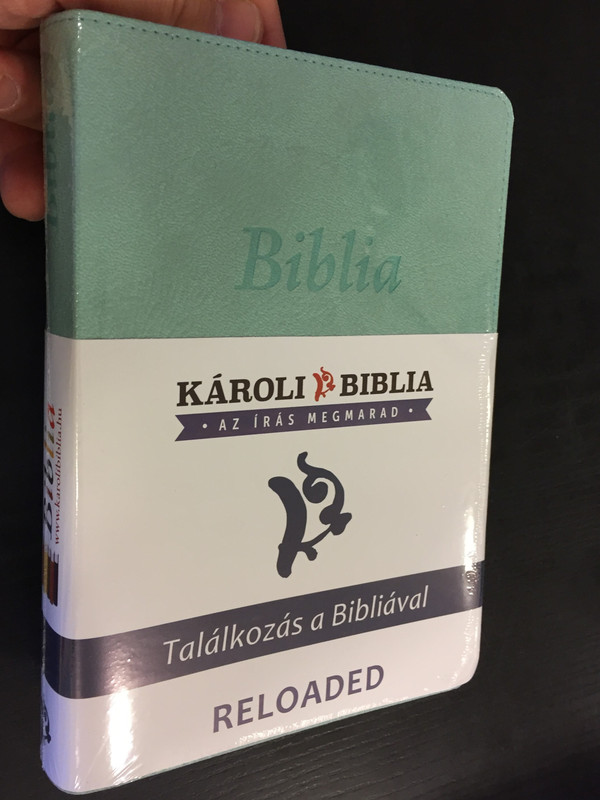 Biblia
KÁROLI BIBLIA
• AZ ÍRÁS MEGMARAD •
Találkozás a Bibliával
RELOADED
Biblia
www.karolibiblia.hu